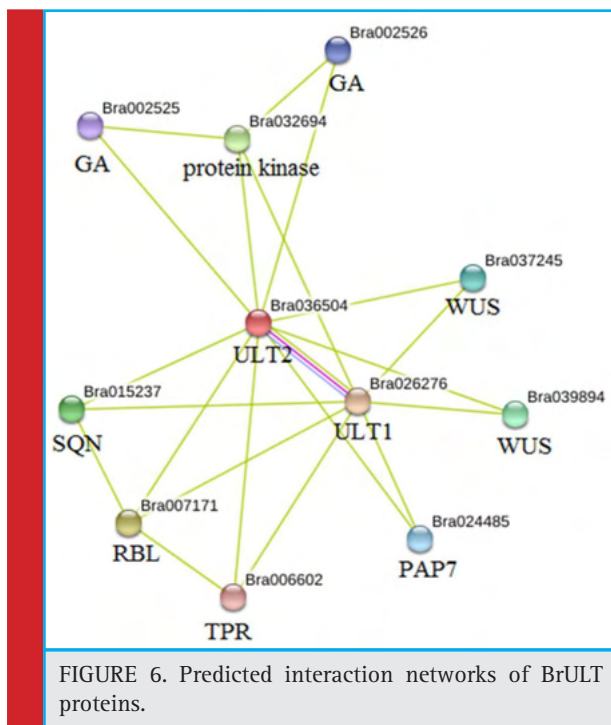 Bra002526
GA
Bra002525
GA
Bra032694
protein kinase
Bra037245
WUS
Bra036504
ULT2
Bra026276
ULT1
Bra015237
SQN
Bra039894
WUS
Bra007171
RBL
Bra024485
PAP7
Bra006602
TPR
FIGURE 6. Predicted interaction networks of BrULT
proteins.